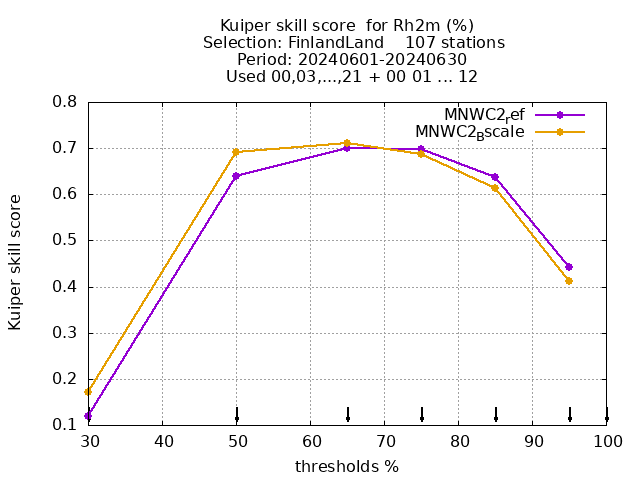 Kuiper skill score  for Rh2m (%)
Selection: FinlandLand    107 stations
Period: 20240601-20240630
Used 00,03,...,21 + 00 01 ... 12
MNWC2ref
MNWC2Bscale
0.8
0.7
0.6
0.5
0.4
0.3
0.2
0.1
Kuiper skill score
30 40 50 60 70 80 90 100
thresholds %